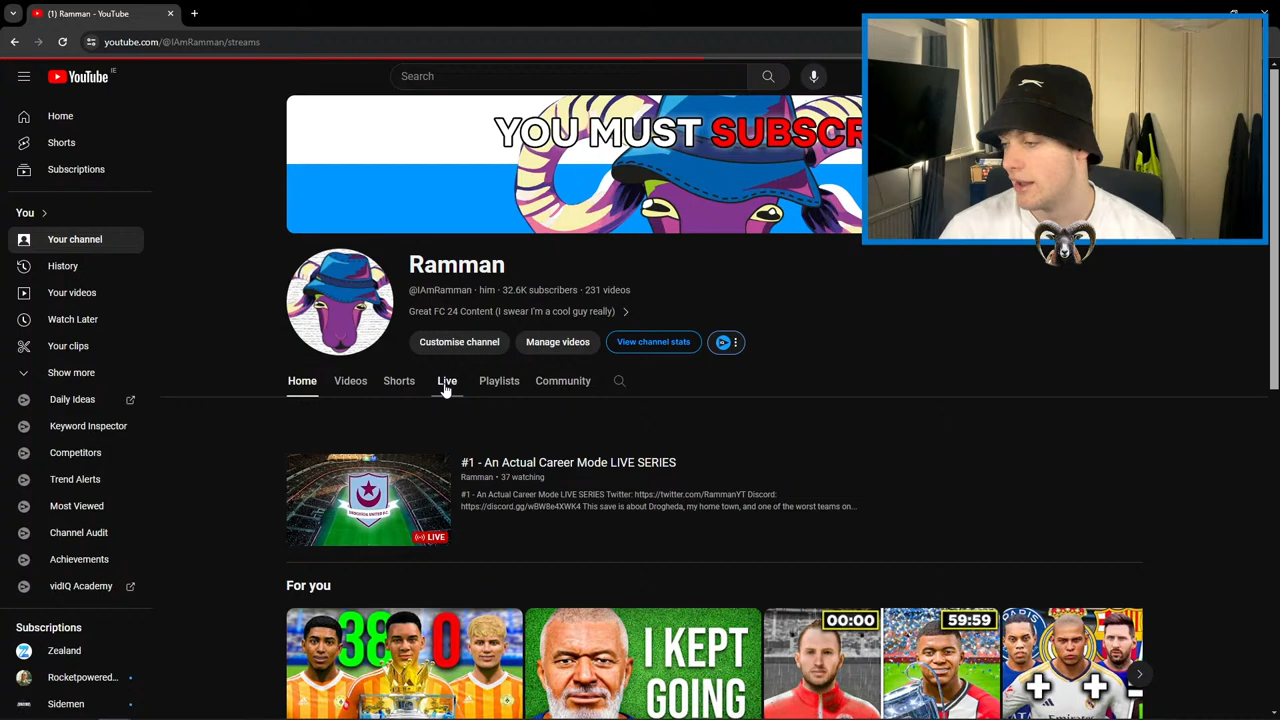 (1) Ramman - YouTube
youtube.com/@IAmRamman/streams
YouTube IE
Search
Home
Shorts
Subscriptions
You
Your channel
History
Your videos
Watch Later
Your clips
Show more
Daily Ideas
Keyword Inspector
Competitors
Trend Alerts
Most Viewed
Channel Audit
Achievements
vidIQ Academy
Subscriptions
Zealand
Rocketpowered...
Sidemen
YOU MUST SUBSCR
Ramman
@IAmRamman · him · 32.6K subscribers · 231 videos
Great FC 24 Content (I swear I'm a cool guy really)
Customise channel Manage videos View channel stats
Home Videos Shorts Live Playlists Community
#1 - An Actual Career Mode LIVE SERIES
Ramman • 37 watching
#1 - An Actual Career Mode LIVE SERIES Twitter: https://twitter.com/RammanYT Discord:
https://discord.gg/wBW8e4XWK4 This save is about Drogheda, my home town, and one of the worst teams on...
DROGHEDA UNITED F.C
LIVE
For you
38 0
I KEPT
GOING
00:00
59:59
PARIS
+ +